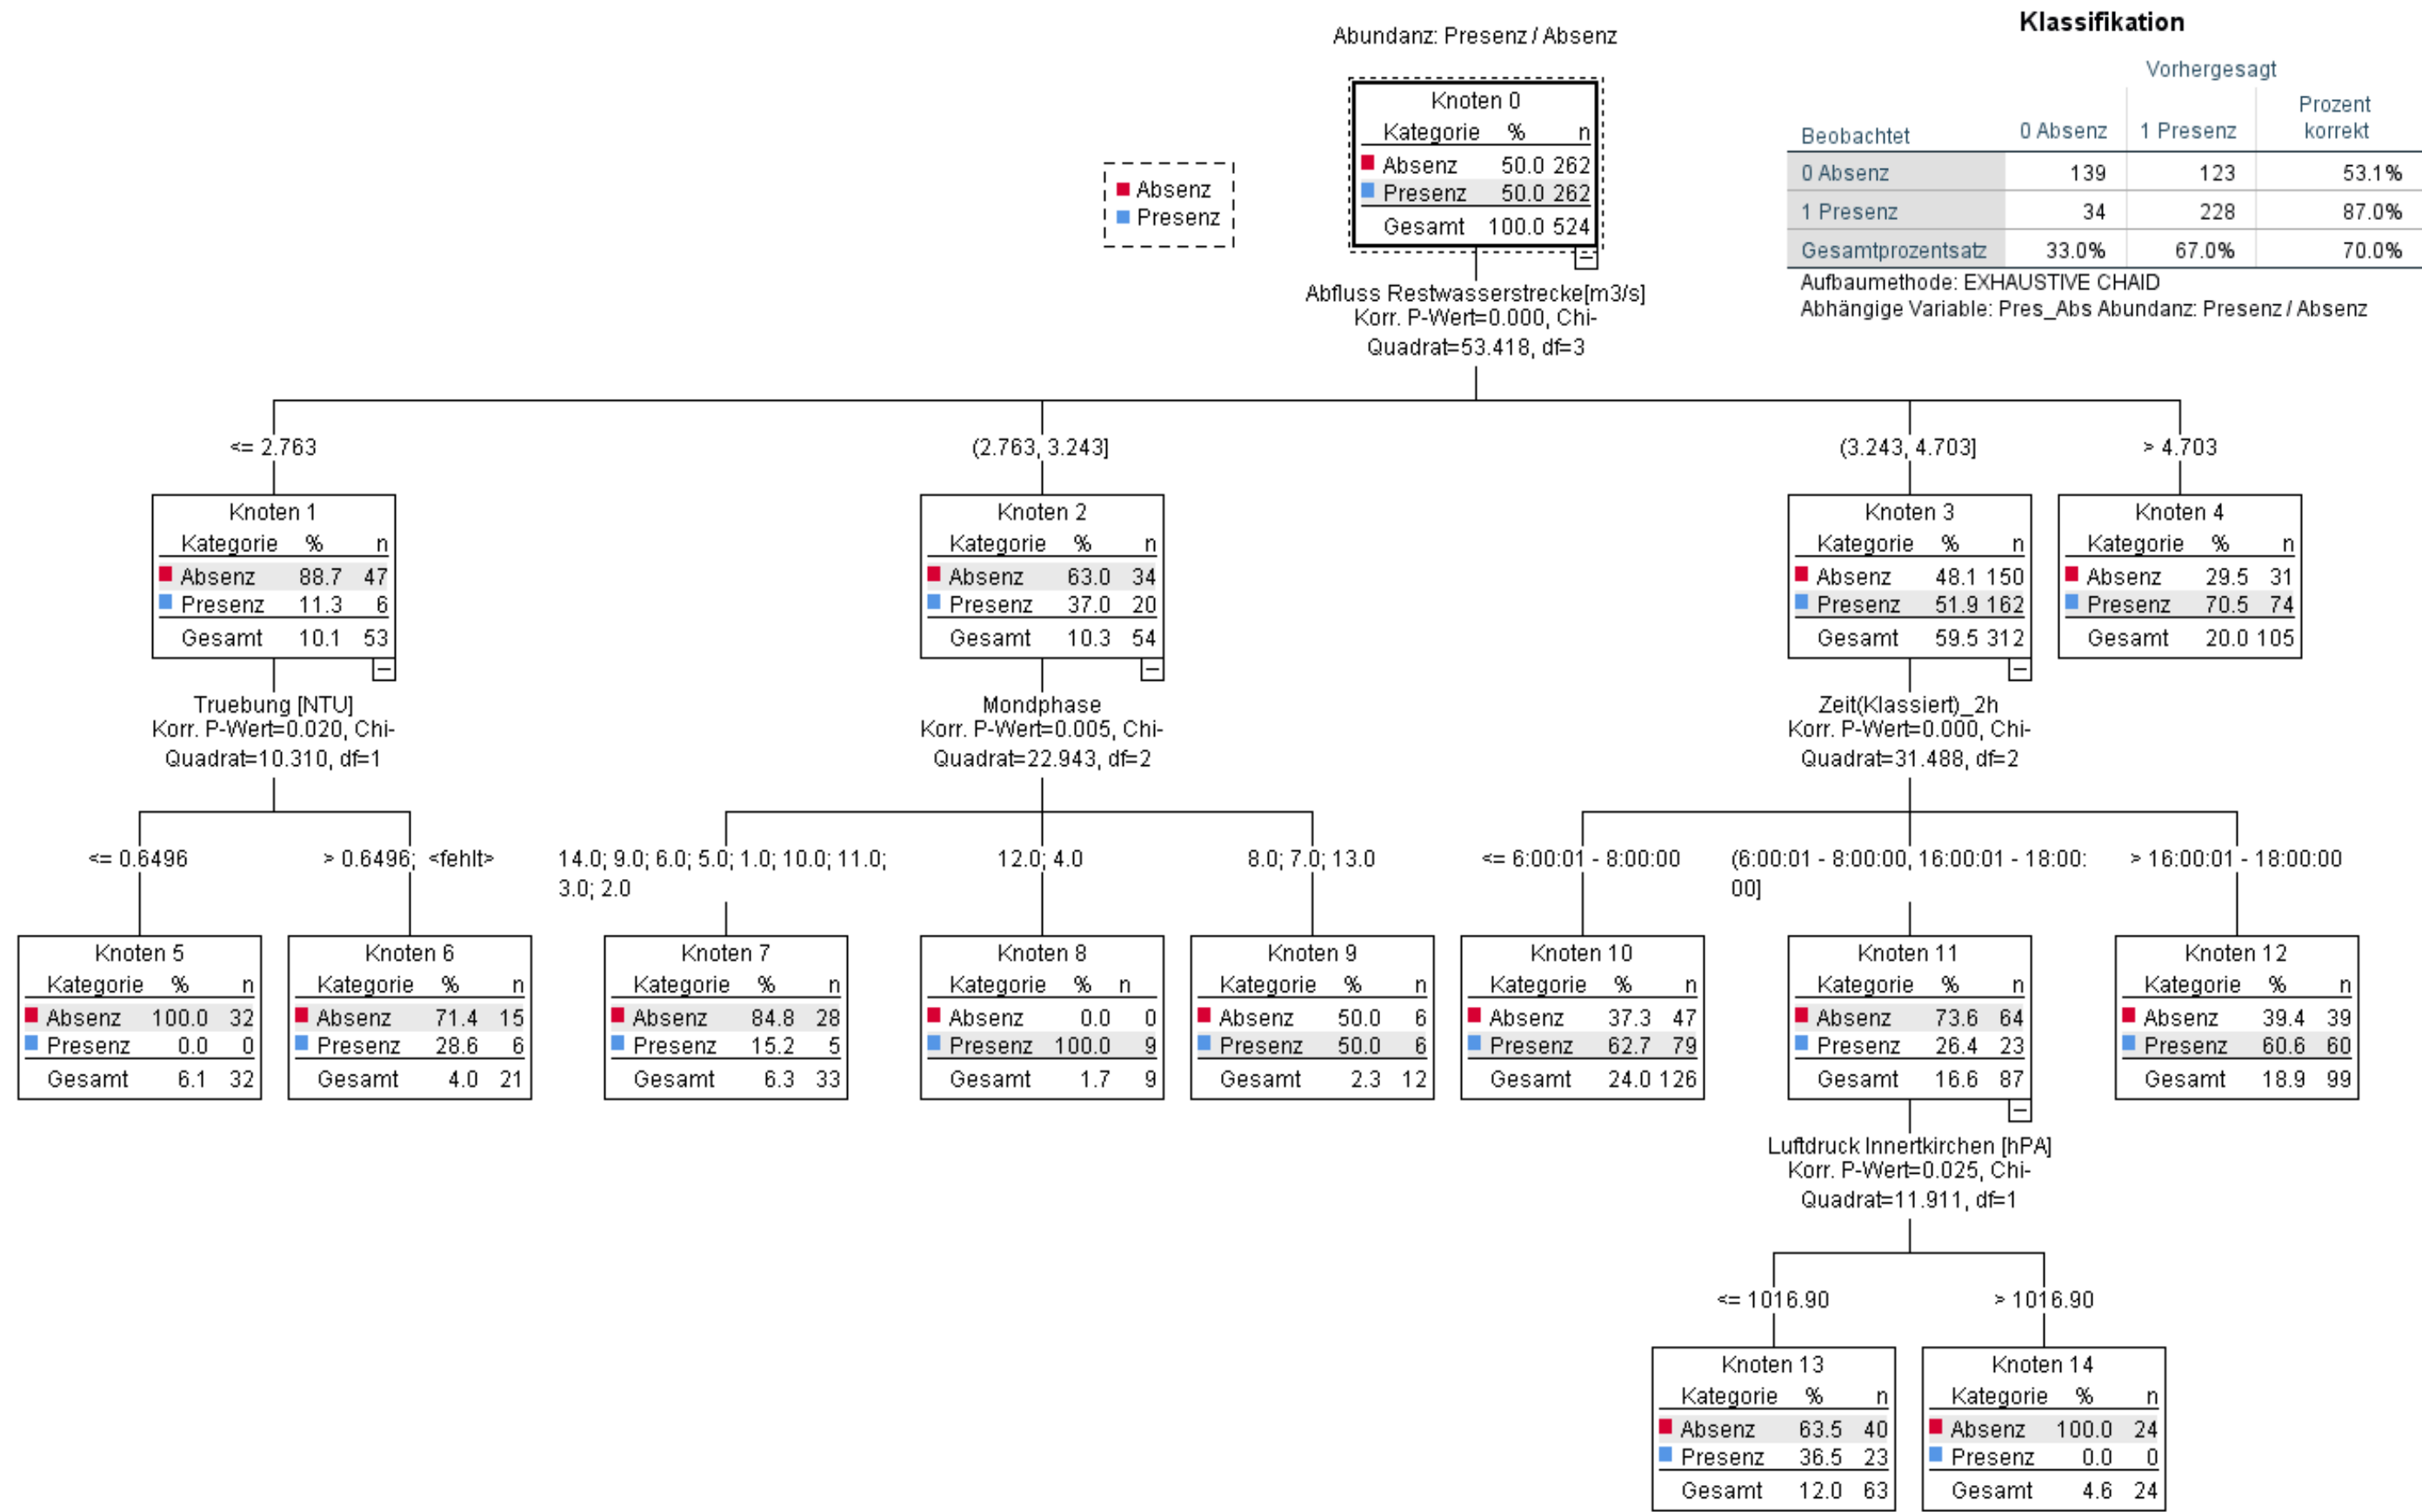 Abundanz: Presenz / Absenz
Absenz
Presenz
Knoten 0
Kategorie % n
Absenz 50.0 262
Presenz 50.0 262
Gesamt 100.0 524
Klassifikation
Vorhergesagt
Beobachtet 0 Absenz 1 Presenz Prozent korrekt
0 Absenz 139 123 53.1%
1 Presenz 34 228 87.0%
Gesamtprozentsatz 33.0% 67.0% 70.0%
Aufbaumethode: EXHAUSTIVE CHAID
Abhängige Variable: Pres_Abs Abundanz: Presenz / Absenz
Abfluss Restwasserstrecke[m3/s]
Korr. P-Wert=0.000, Chi-
Quadrat=53.418, df=3
<= 2.763
(2.763, 3.243]
(3.243, 4.703]
> 4.703
Knoten 1
Kategorie % n
Absenz 88.7 47
Presenz 11.3 6
Gesamt 10.1 53
Knoten 2
Kategorie % n
Absenz 63.0 34
Presenz 37.0 20
Gesamt 10.3 54
Knoten 3
Kategorie % n
Absenz 48.1 150
Presenz 51.9 162
Gesamt 59.5 312
Knoten 4
Kategorie % n
Absenz 29.5 31
Presenz 70.5 74
Gesamt 20.0 105
Truebung [NTU]
Korr. P-Wert=0.020, Chi-
Quadrat=10.310, df=1
Mondphase
Korr. P-Wert=0.005, Chi-
Quadrat=22.943, df=2
Zeit(Klassiert)_2h
Korr. P-Wert=0.000, Chi-
Quadrat=31.488, df=2
<= 0.6496
> 0.6496; <fehlt>
14.0; 9.0; 6.0; 5.0; 1.0; 10.0; 11.0;
3.0; 2.0
12.0; 4.0
8.0; 7.0; 13.0
<= 6:00:01 - 8:00:00
(6:00:01 - 8:00:00, 16:00:01 - 18:00:
00]
> 16:00:01 - 18:00:00
Knoten 5
Kategorie % n
Absenz 100.0 32
Presenz 0.0 0
Gesamt 6.1 32
Knoten 6
Kategorie % n
Absenz 71.4 15
Presenz 28.6 6
Gesamt 4.0 21
Knoten 7
Kategorie % n
Absenz 84.8 28
Presenz 15.2 5
Gesamt 6.3 33
Knoten 8
Kategorie % n
Absenz 0.0 0
Presenz 100.0 9
Gesamt 1.7 9
Knoten 9
Kategorie % n
Absenz 50.0 6
Presenz 50.0 6
Gesamt 2.3 12
Knoten 10
Kategorie % n
Absenz 37.3 47
Presenz 62.7 79
Gesamt 24.0 126
Knoten 11
Kategorie % n
Absenz 73.6 64
Presenz 26.4 23
Gesamt 16.6 87
Knoten 12
Kategorie % n
Absenz 39.4 39
Presenz 60.6 60
Gesamt 18.9 99
Luftdruck Innertkirchen [hPA]
Korr. P-Wert=0.025, Chi-
Quadrat=11.911, df=1
<= 1016.90
> 1016.90
Knoten 13
Kategorie % n
Absenz 63.5 40
Presenz 36.5 23
Gesamt 12.0 63
Knoten 14
Kategorie % n
Absenz 100.0 24
Presenz 0.0 0
Gesamt 4.6 24